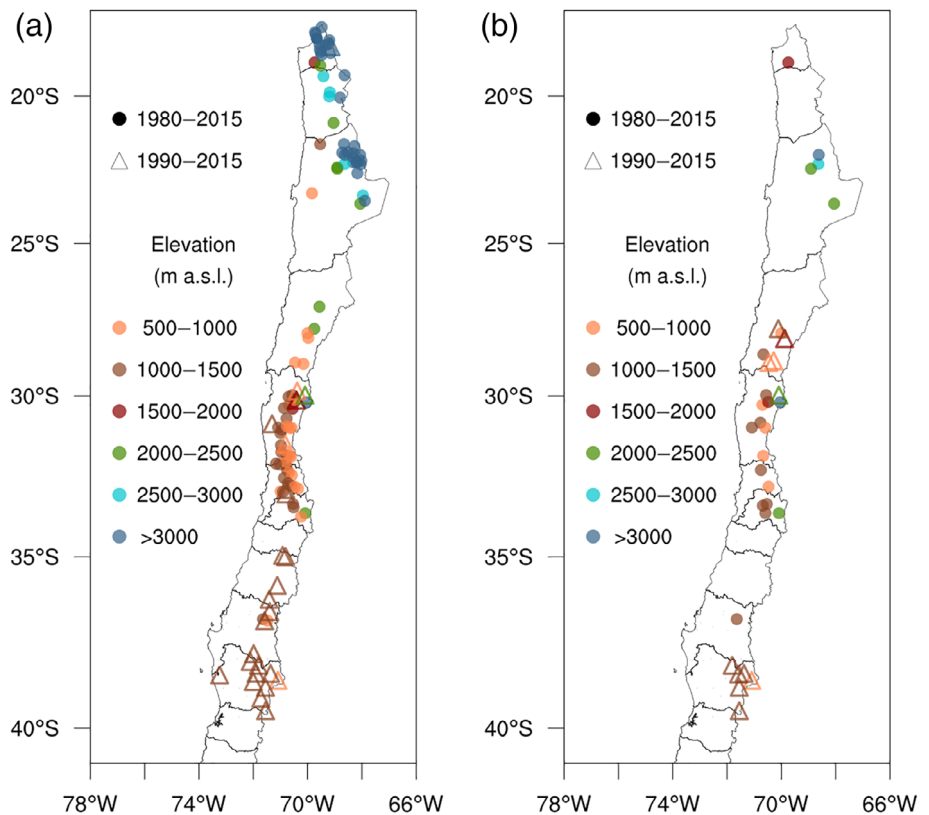 (a)
20°S
25°S
30°S
35°S
40°S
1980−2015
1990−2015
Elevation
(m a.s.l.)
500−1000
1000−1500
1500−2000
2000−2500
2500−3000
>3000
78°W 74°W 70°W 66°W
(b)
20°S
25°S
30°S
35°S
40°S
1980−2015
1990−2015
Elevation
(m a.s.l.)
500−1000
1000−1500
1500−2000
2000−2500
2500−3000
>3000
78°W 74°W 70°W 66°W